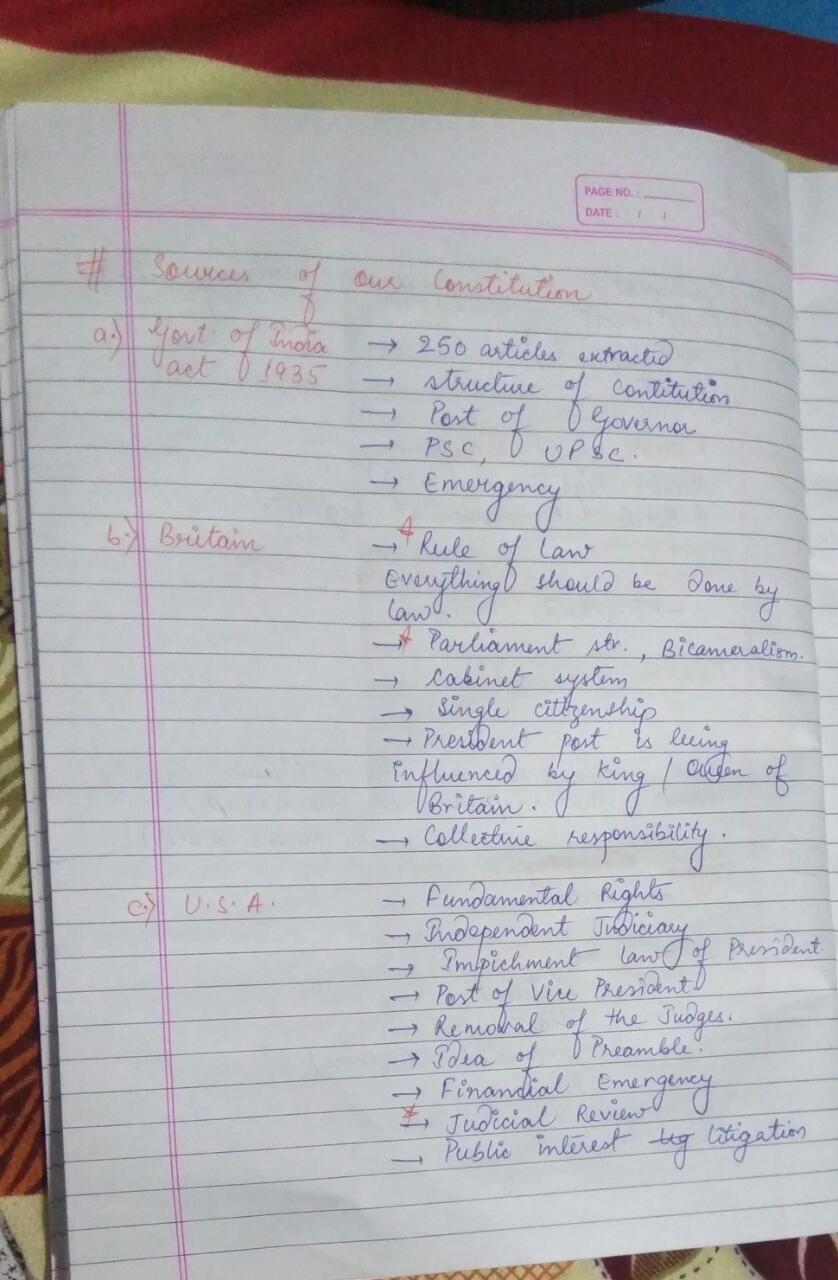 PAGE NO. :
DATE : / /
# Sources of our Constitution
a.) Govt. of India → 250 articles extracted
act of 1935 → structure of Contitution
→ Post of Governor
→ PSC, UPSC.
→ Emergency
b.) Britain → Rule of Law
Everything should be done by
law.
→ Parliament str., Bicameralism.
→ Cabinet system
→ Single citizenship
→ President post is being
influenced by King / Queen of
Britain.
→ Collective responsibility.
c.) U.S.A. → Fundamental Rights
→ Independent Judiciary
→ Impichment law of President
→ Post of Vice President
→ Removal of the Judges.
→ Idea of Preamble.
→ Financial Emergency
→ Judicial Review
→ Public interest litigation